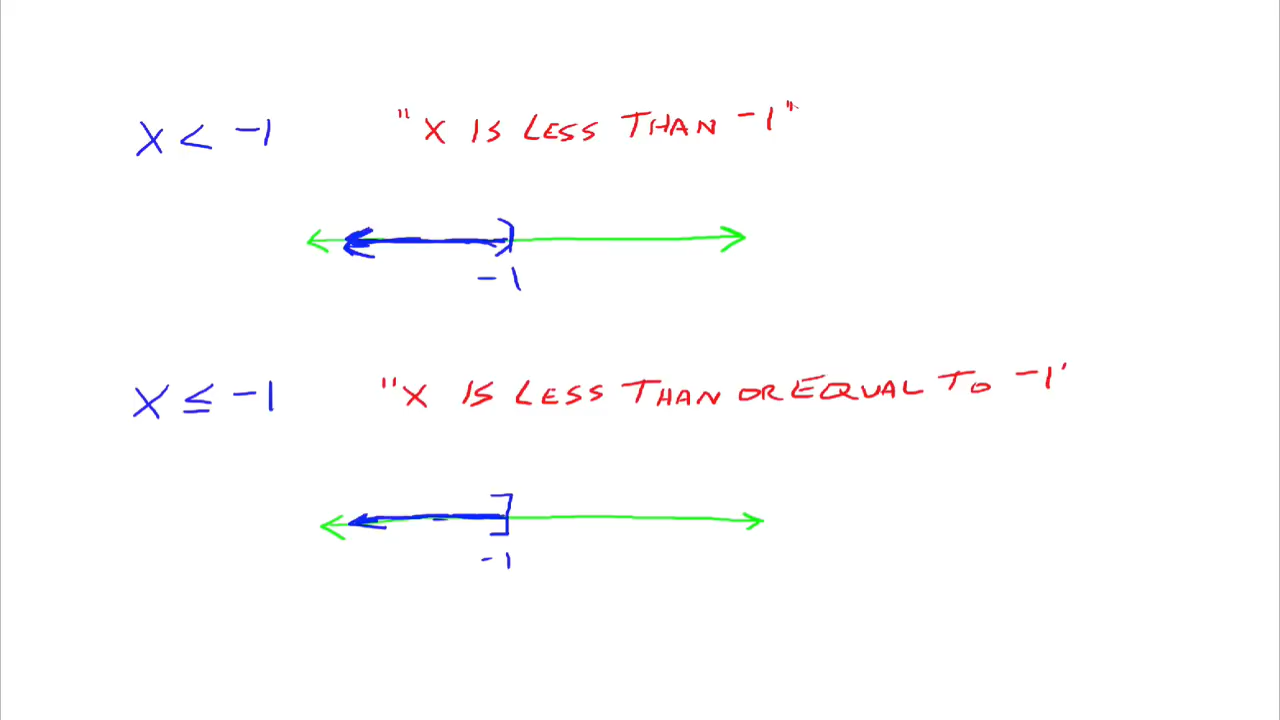 X < -1 "X IS LESS THAN -1"
-1
X ≤ -1 "X IS LESS THAN OR EQUAL TO -1'
-1